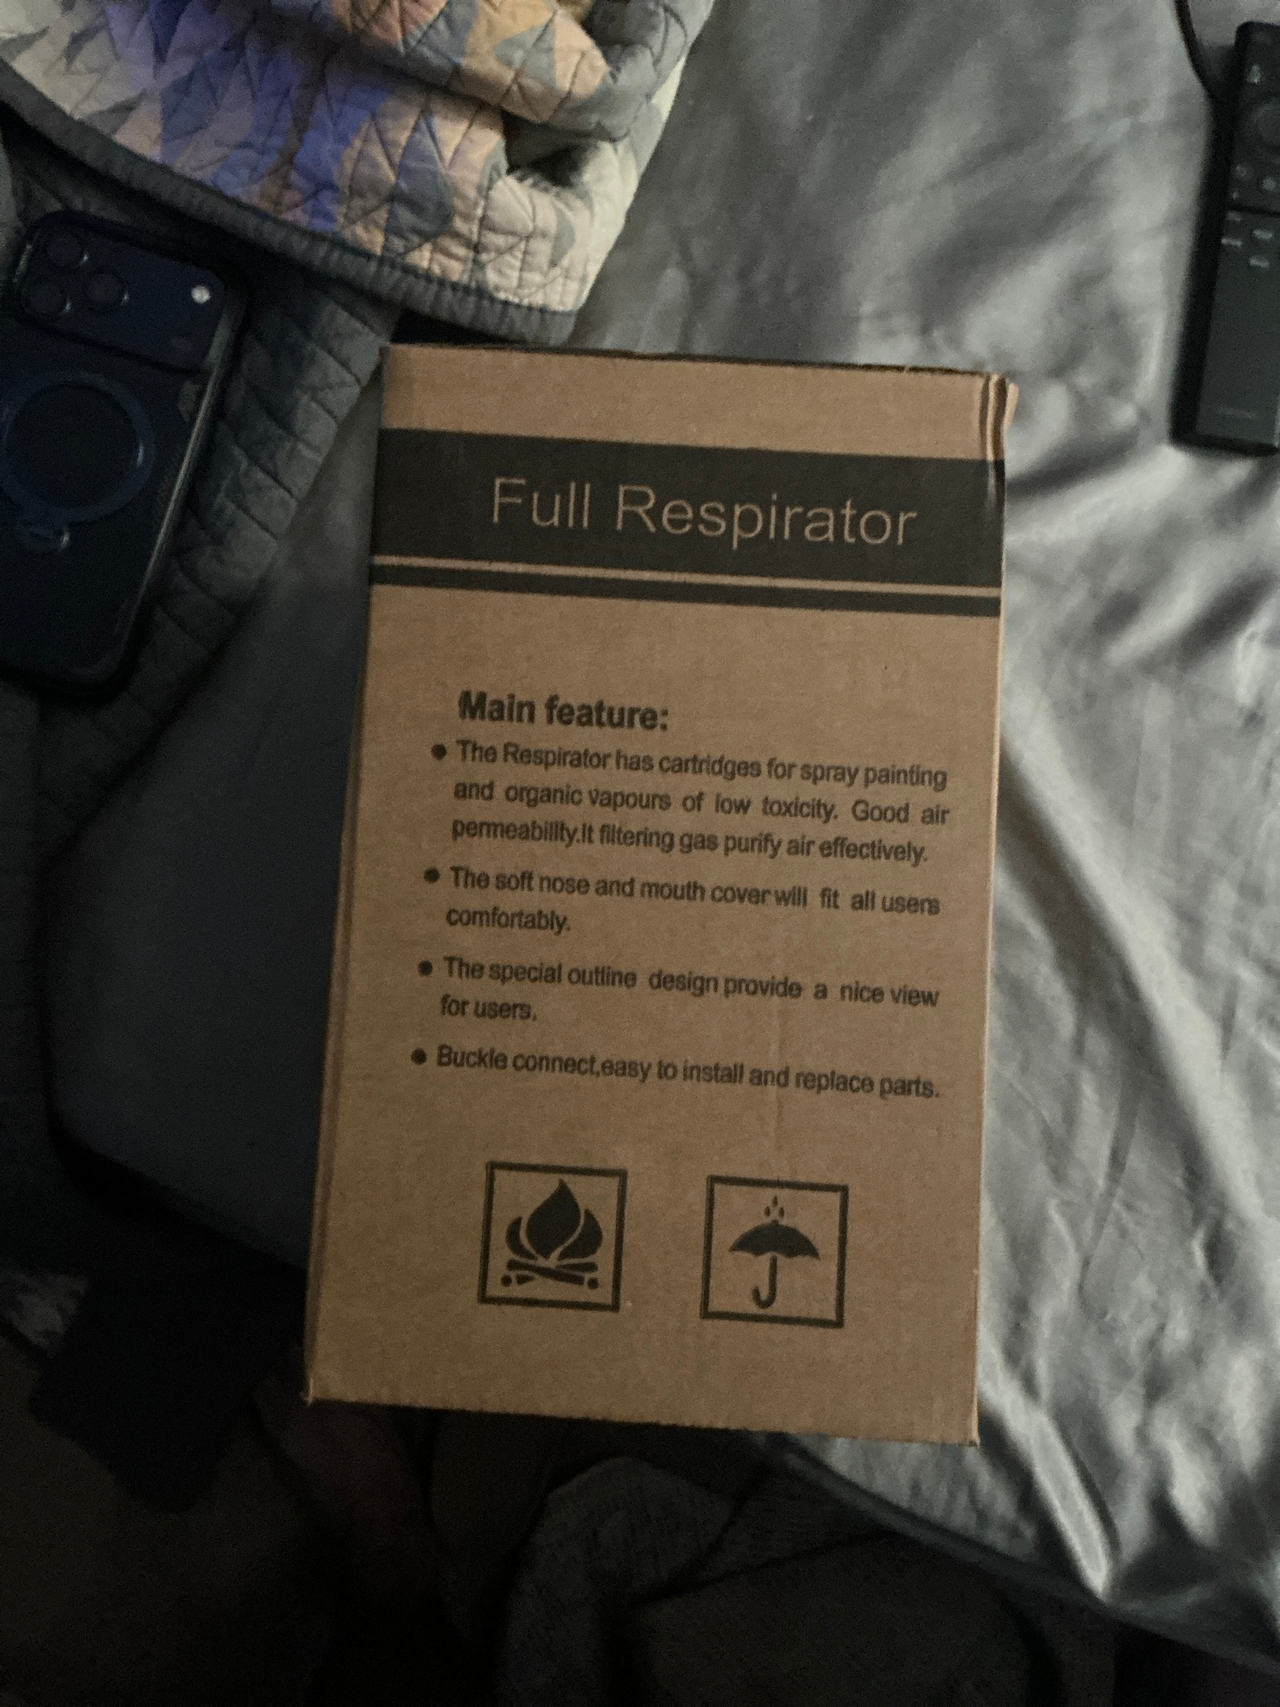 Full Respirator
Main feature:
● The Respirator has cartridges for spray painting
and organic vapours of low toxicity. Good air
permeability.It filtering gas purify air effectively.
● The soft nose and mouth cover will fit all users
comfortably.
● The special outline design provide a nice view
for users.
● Buckle connect,easy to install and replace parts.